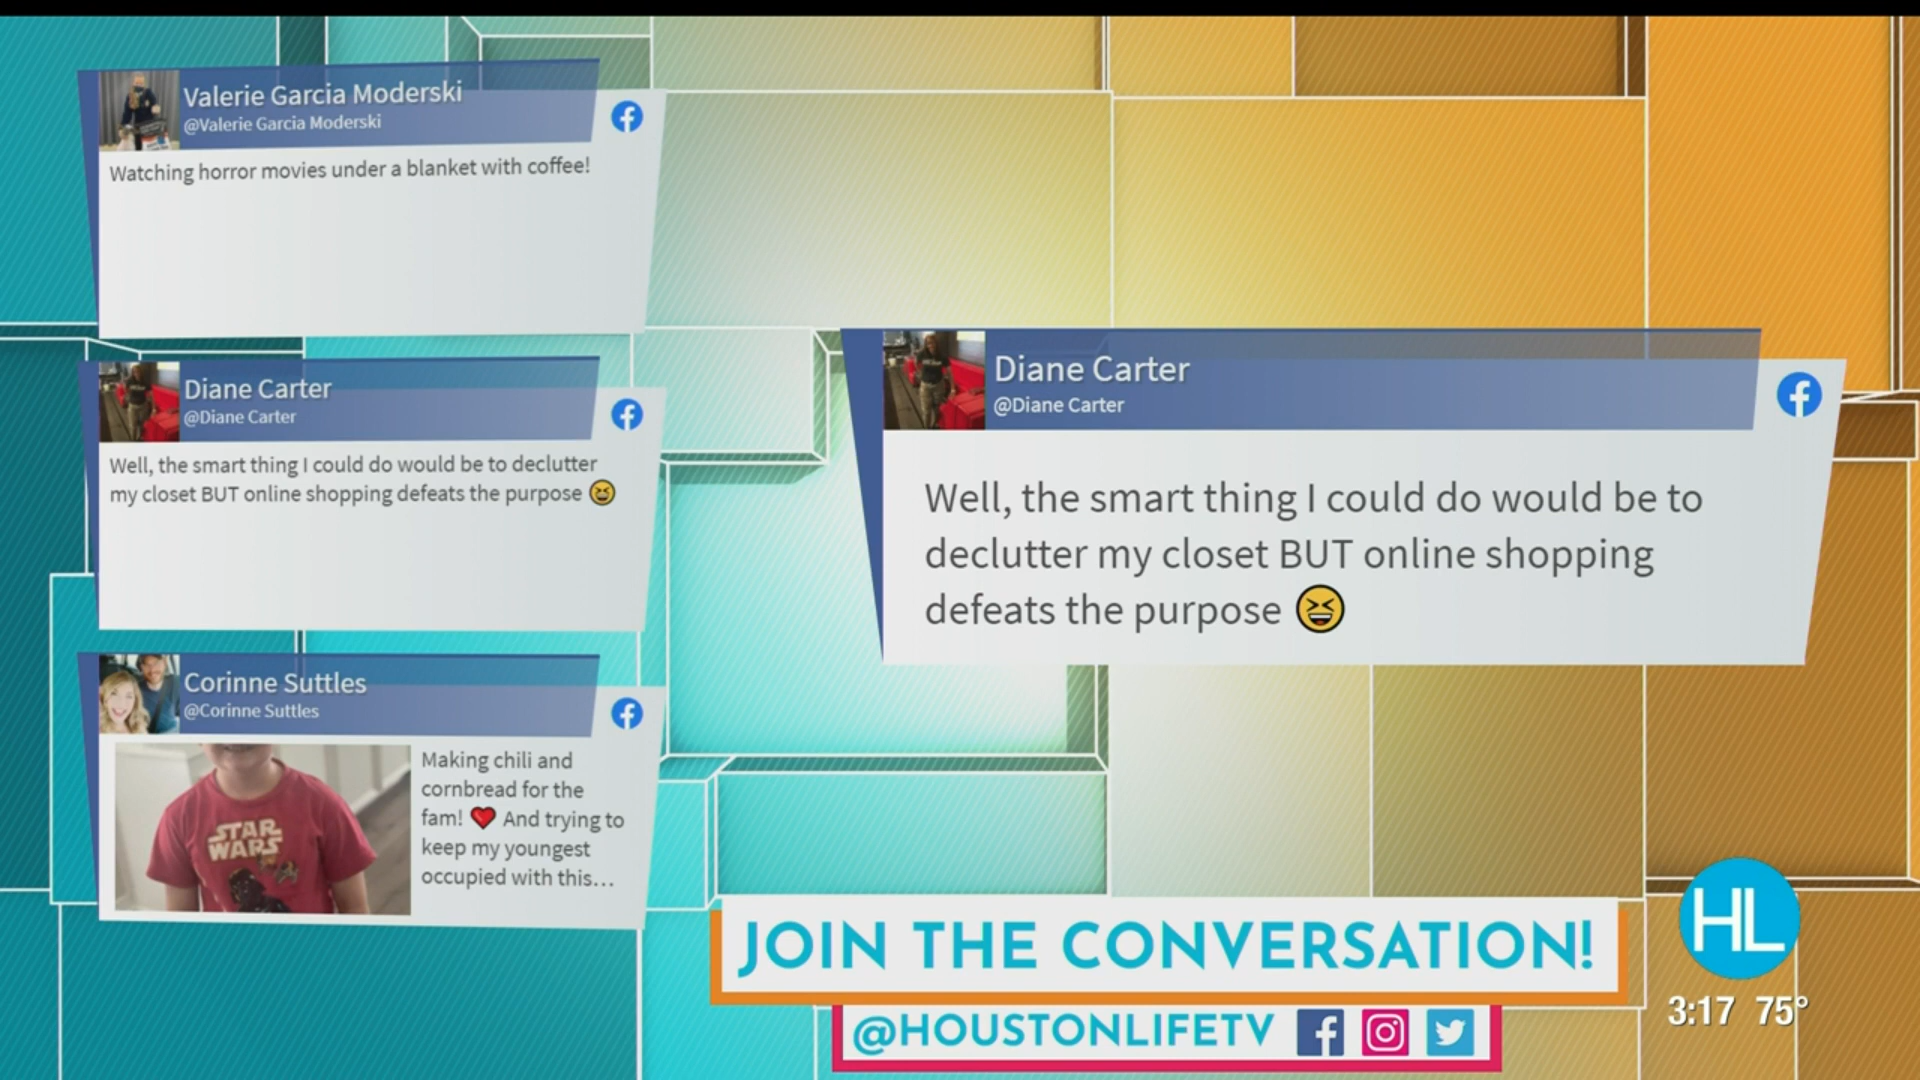 Valerie Garcia Moderski
@Valerie Garcia Moderski
Watching horror movies under a blanket with coffee!
Diane Carter
@Diane Carter
Well, the smart thing I could do would be to declutter
my closet BUT online shopping defeats the purpose 😆
Corinne Suttles
@Corinne Suttles
STAR
WARS
Making chili and
cornbread for the
fam! ❤️ And trying to
keep my youngest
occupied with this...
Diane Carter
@Diane Carter
Well, the smart thing I could do would be to
declutter my closet BUT online shopping
defeats the purpose 😆
JOIN THE CONVERSATION!
@HOUSTONLIFETV
HL
3:17 75°